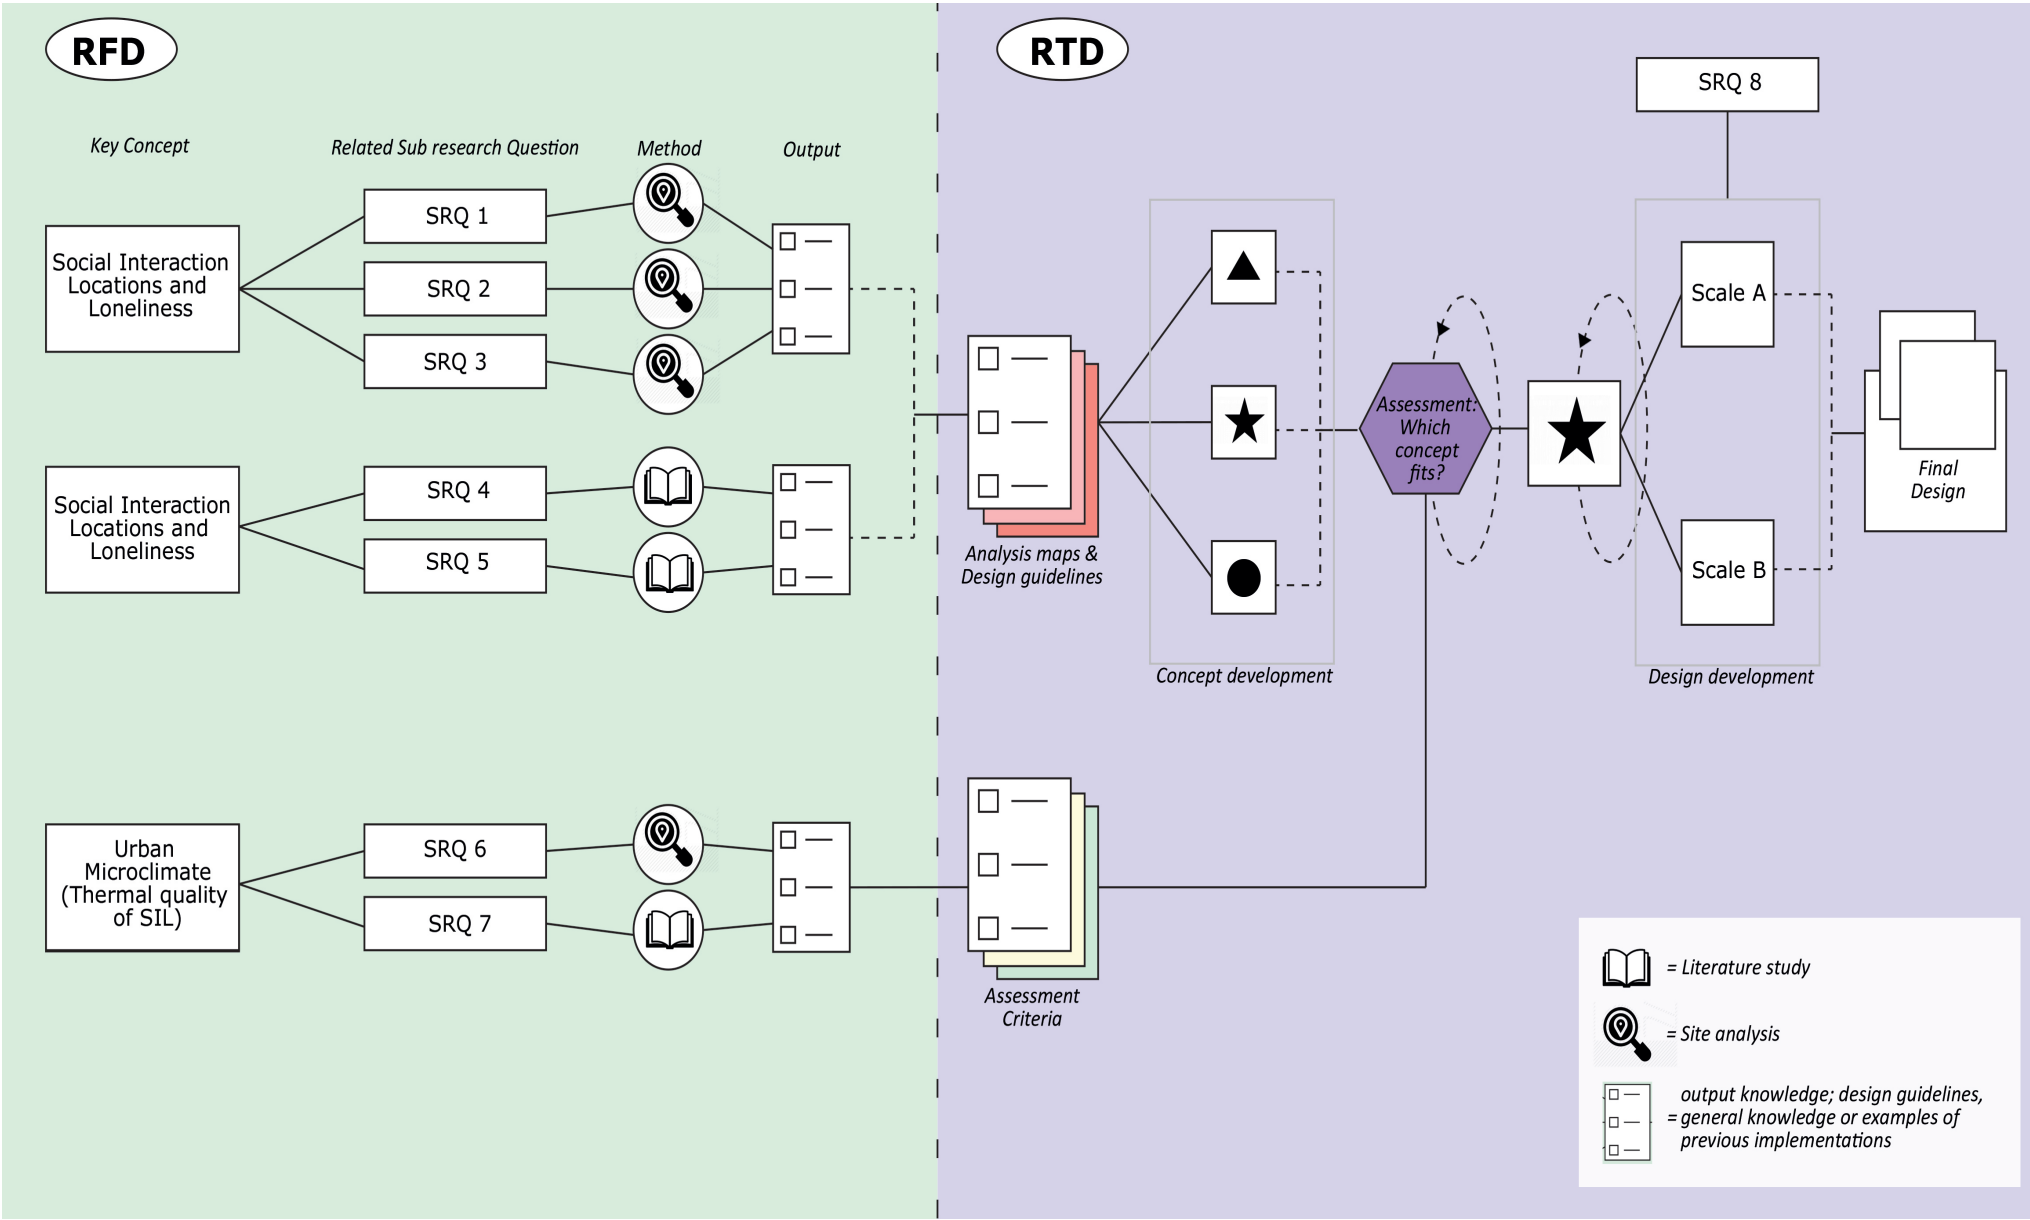 RFD
RTD
SRQ 8
Key Concept
Related Sub research Question
Method
Output
Social Interaction
Locations and
Loneliness
SRQ 1
SRQ 2
SRQ 3
Social Interaction
Locations and
Loneliness
SRQ 4
SRQ 5
Urban
Microclimate
(Thermal quality
of SIL)
SRQ 6
SRQ 7
Analysis maps &
Design guidelines
Concept development
Assessment:
Which
concept
fits?
Scale A
Scale B
Design development
Final
Design
Assessment
Criteria
= Literature study
= Site analysis
output knowledge; design guidelines,
= general knowledge or examples of
previous implementations